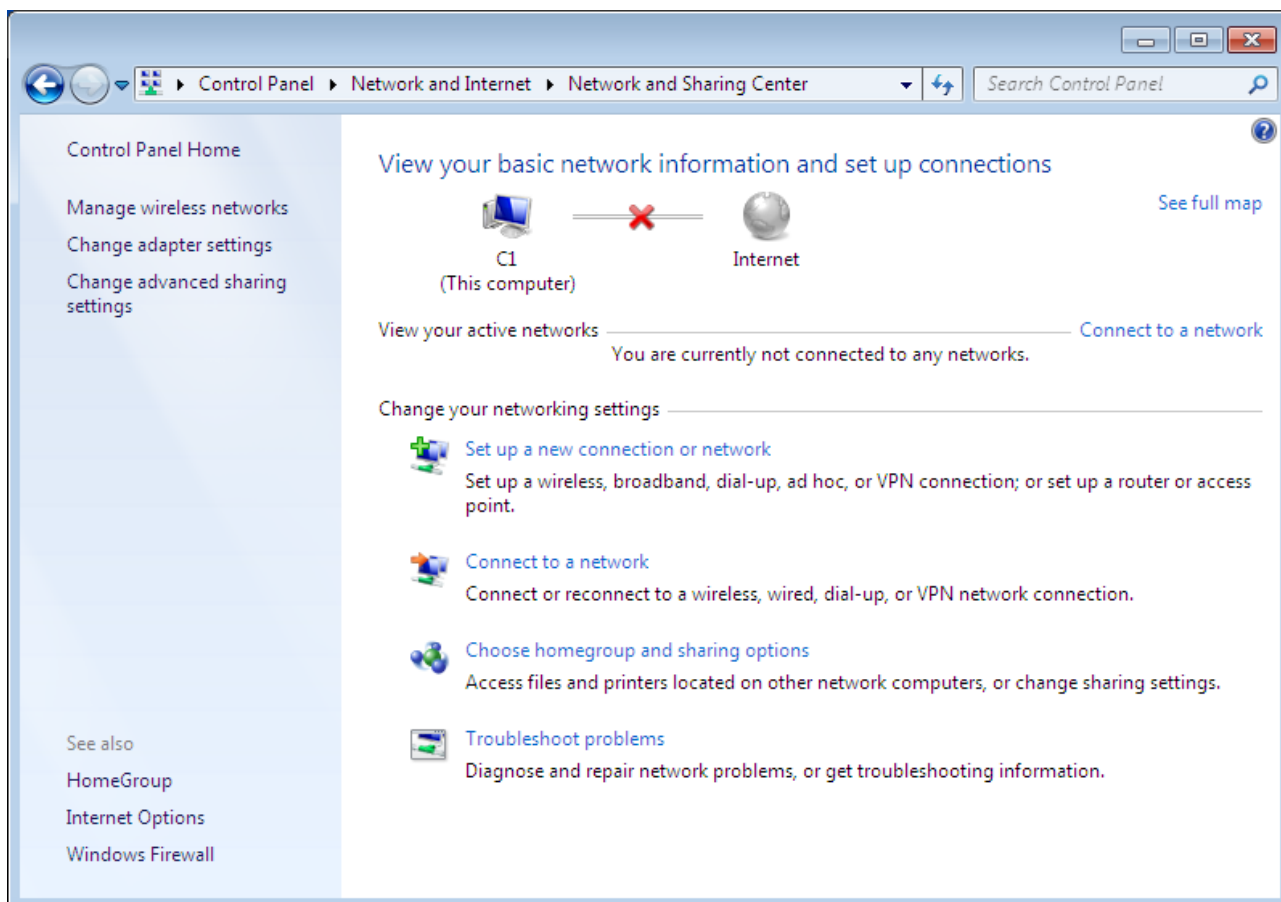 Control Panel ▸ Network and Internet ▸ Network and Sharing Center
Search Control Panel
Control Panel Home
Manage wireless networks
Change adapter settings
Change advanced sharing
settings
See also
HomeGroup
Internet Options
Windows Firewall
View your basic network information and set up connections
See full map
C1
(This computer)
Internet
View your active networks
Connect to a network
You are currently not connected to any networks.
Change your networking settings
Set up a new connection or network
Set up a wireless, broadband, dial-up, ad hoc, or VPN connection; or set up a router or access
point.
Connect to a network
Connect or reconnect to a wireless, wired, dial-up, or VPN network connection.
Choose homegroup and sharing options
Access files and printers located on other network computers, or change sharing settings.
Troubleshoot problems
Diagnose and repair network problems, or get troubleshooting information.